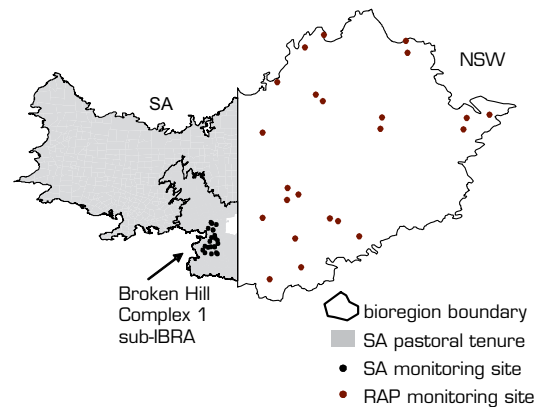 NSW
SA
Broken Hill
Complex 1
sub-IBRA
bioregion boundary
SA pastoral tenure
SA monitoring site
RAP monitoring site